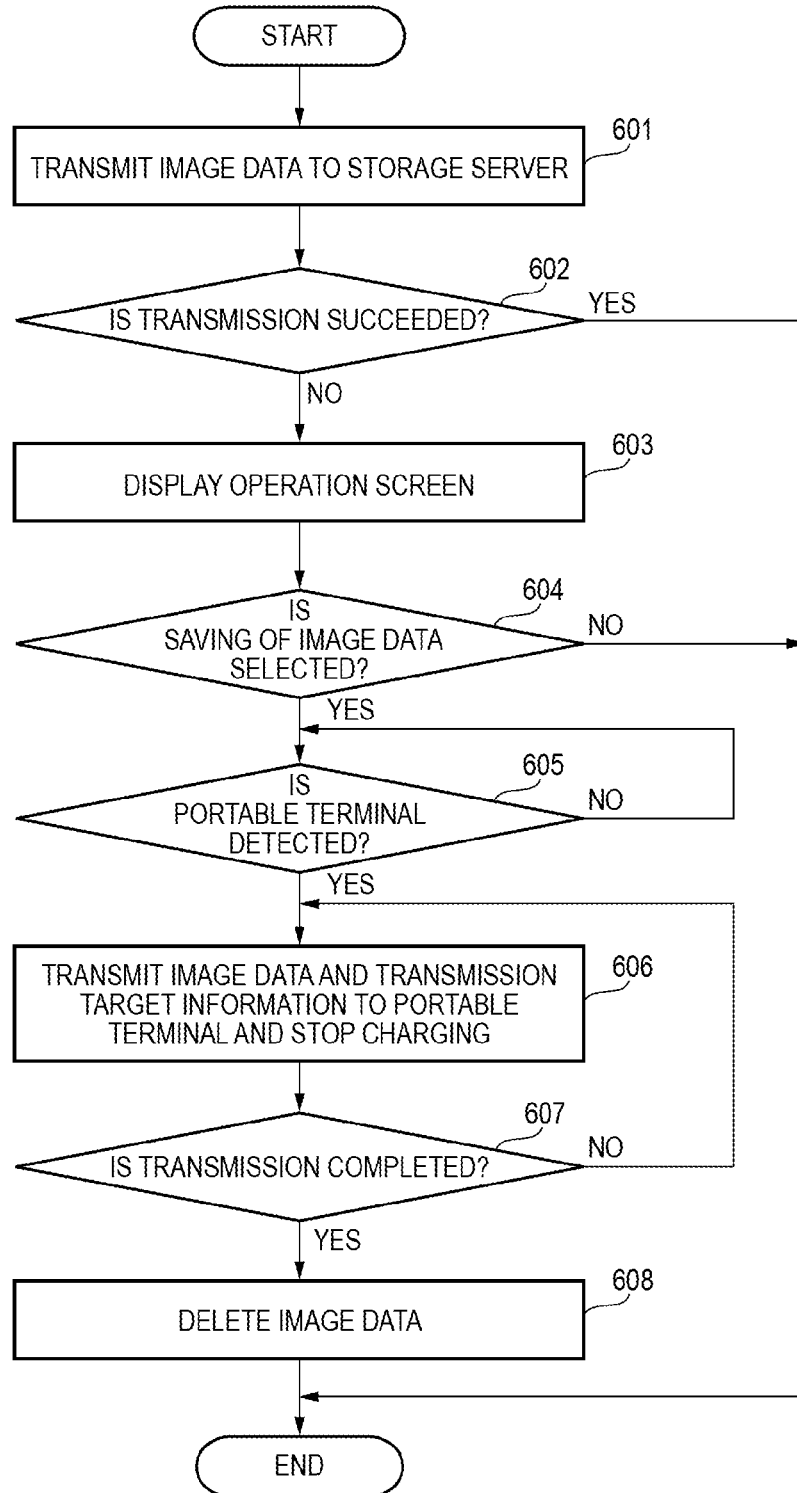 START
601
TRANSMIT IMAGE DATA TO STORAGE SERVER
602
IS TRANSMISSION SUCCEEDED?
YES
NO
603
DISPLAY OPERATION SCREEN
604
IS
SAVING OF IMAGE DATA
SELECTED?
NO
YES
605
IS
PORTABLE TERMINAL
DETECTED?
NO
YES
606
TRANSMIT IMAGE DATA AND TRANSMISSION
TARGET INFORMATION TO PORTABLE
TERMINAL AND STOP CHARGING
607
IS TRANSMISSION COMPLETED?
NO
YES
608
DELETE IMAGE DATA
END